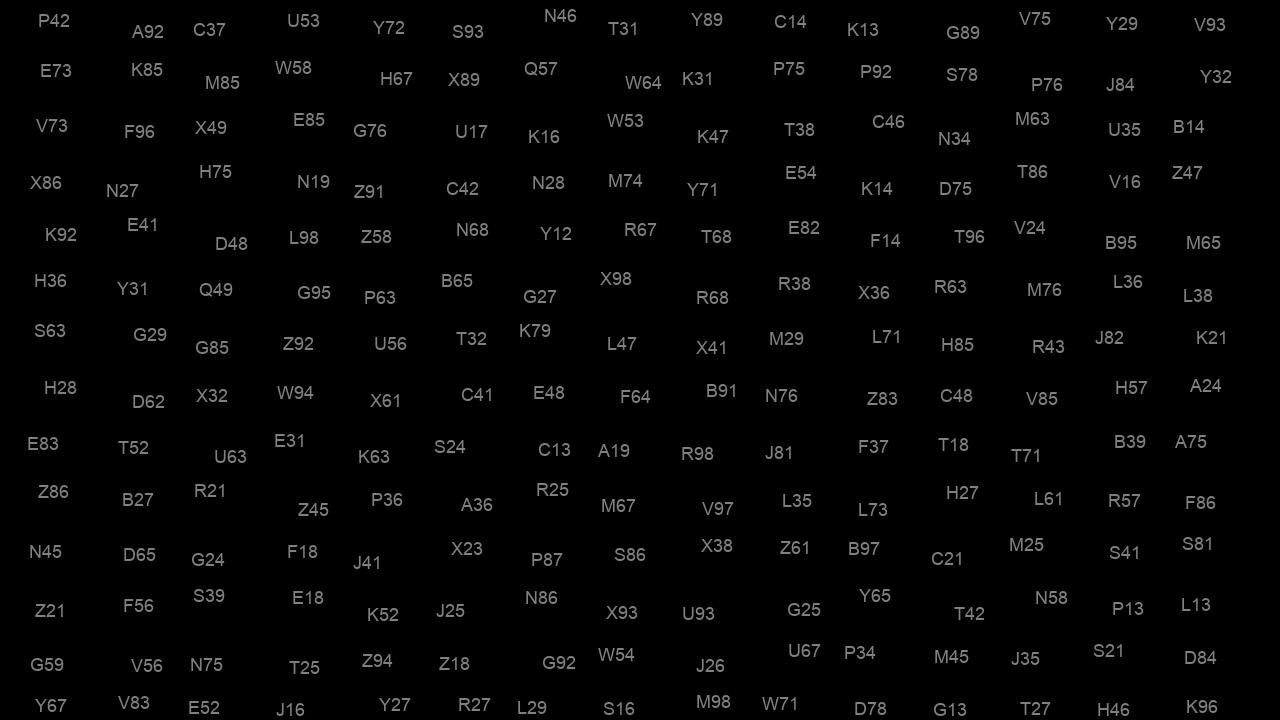 P42 A92 C37 U53 Y72 S93 N46 T31 Y89 C14 K13 G89 V75 Y29 V93
E73 K85 M85 W58 H67 X89 Q57 W64 K31 P75 P92 S78 P76 J84 Y32
V73 F96 X49 E85 G76 U17 K16 W53 K47 T38 C46 N34 M63 U35 B14
X86 N27 H75 N19 Z91 C42 N28 M74 Y71 E54 K14 D75 T86 V16 Z47
K92 E41 D48 L98 Z58 N68 Y12 R67 T68 E82 F14 T96 V24 B95 M65
H36 Y31 Q49 G95 P63 B65 G27 X98 R68 R38 X36 R63 M76 L36 L38
S63 G29 G85 Z92 U56 T32 K79 L47 X41 M29 L71 H85 R43 J82 K21
H28 D62 X32 W94 X61 C41 E48 F64 B91 N76 Z83 C48 V85 H57 A24
E83 T52 U63 E31 K63 S24 C13 A19 R98 J81 F37 T18 T71 B39 A75
Z86 B27 R21 Z45 P36 A36 R25 M67 V97 L35 L73 H27 L61 R57 F86
N45 D65 G24 F18 J41 X23 P87 S86 X38 Z61 B97 C21 M25 S41 S81
Z21 F56 S39 E18 K52 J25 N86 X93 U93 G25 Y65 T42 N58 P13 L13
G59 V56 N75 T25 Z94 Z18 G92 W54 J26 U67 P34 M45 J35 S21 D84
Y67 V83 E52 J16 Y27 R27 L29 S16 M98 W71 D78 G13 T27 H46 K96